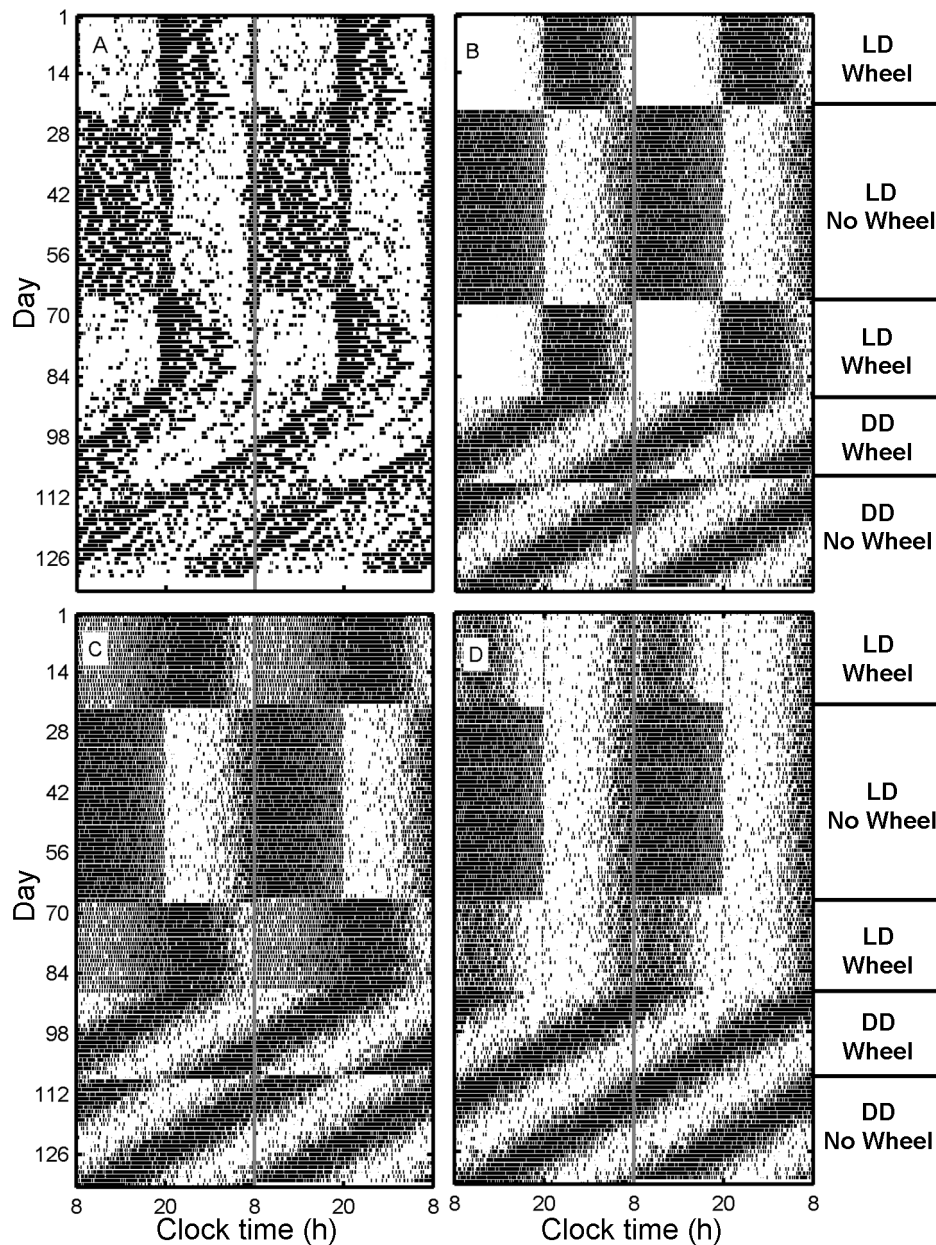 A
B
1
14
28
42
56
70
84
98
112
126
Day
LD
Wheel
LD
No Wheel
LD
Wheel
DD
Wheel
DD
No Wheel
C
D
1
14
28
42
56
70
84
98
112
126
Day
LD
Wheel
LD
No Wheel
LD
Wheel
DD
Wheel
DD
No Wheel
8 20 8 20 8
8 20 8 20 8
Clock time (h)
Clock time (h)